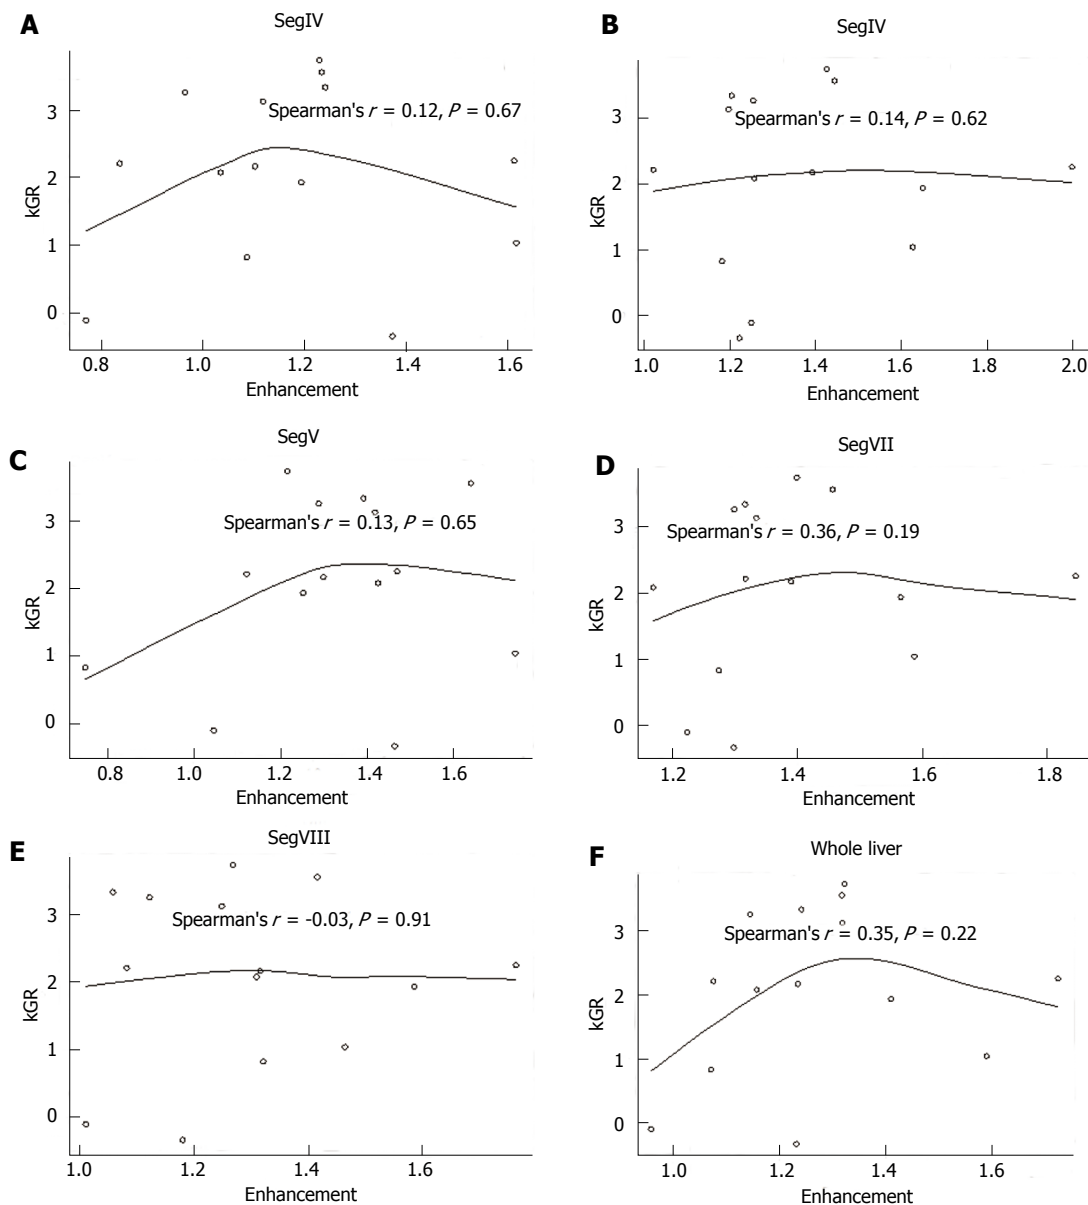 A
SegIV
3
2
1
0
kGR
Spearman's r = 0.12, P = 0.67
0.8 1.0 1.2 1.4 1.6
Enhancement
B
SegIV
3
2
1
0
kGR
Spearman's r = 0.14, P = 0.62
1.0 1.2 1.4 1.6 1.8 2.0
Enhancement
C
SegV
3
2
1
0
kGR
Spearman's r = 0.13, P = 0.65
0.8 1.0 1.2 1.4 1.6
Enhancement
D
SegVII
3
2
1
0
kGR
Spearman's r = 0.36, P = 0.19
1.2 1.4 1.6 1.8
Enhancement
E
SegVIII
3
2
1
0
kGR
Spearman's r = -0.03, P = 0.91
1.0 1.2 1.4 1.6
Enhancement
F
Whole liver
3
2
1
0
kGR
Spearman's r = 0.35, P = 0.22
1.0 1.2 1.4 1.6
Enhancement